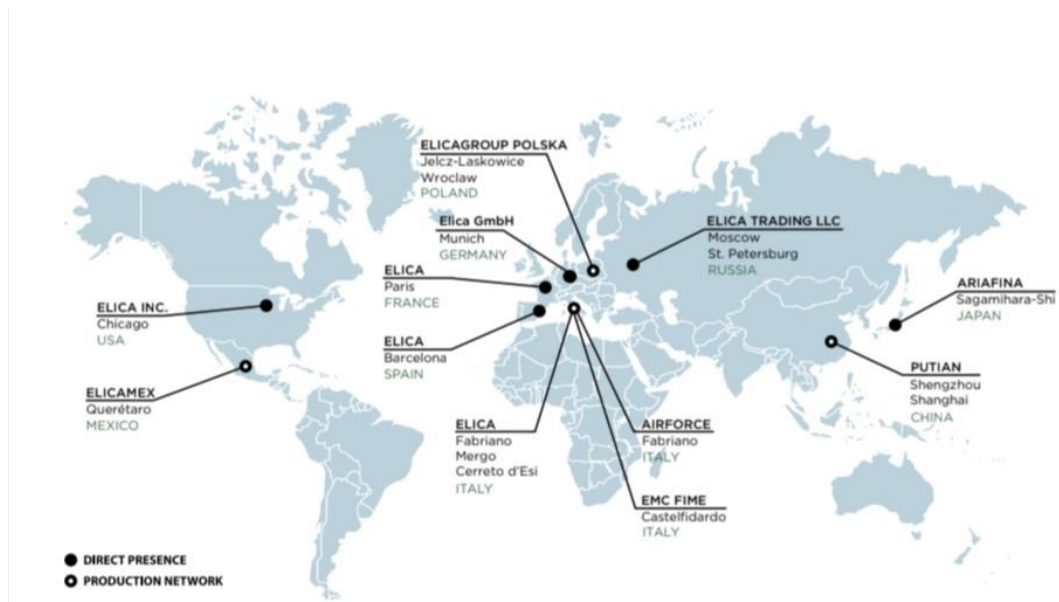 ELICAGROUP POLSKA
Jelcz-Laskowice
Wroclaw
POLAND
Elica GmbH
Munich
GERMANY
ELICA TRADING LLC
Moscow
St. Petersburg
RUSSIA
ELICA
Paris
FRANCE
ARIAFINA
Sagamihara-Shi
JAPAN
ELICA INC.
Chicago
USA
ELICA
Barcelona
SPAIN
PUTIAN
Shengzhou
Shanghai
CHINA
ELICAMEX
Querétaro
MEXICO
ELICA
Fabriano
Mergo
Cerreto d'Esi
ITALY
AIRFORCE
Fabriano
ITALY
EMC FIME
Castelfidardo
ITALY
DIRECT PRESENCE
PRODUCTION NETWORK